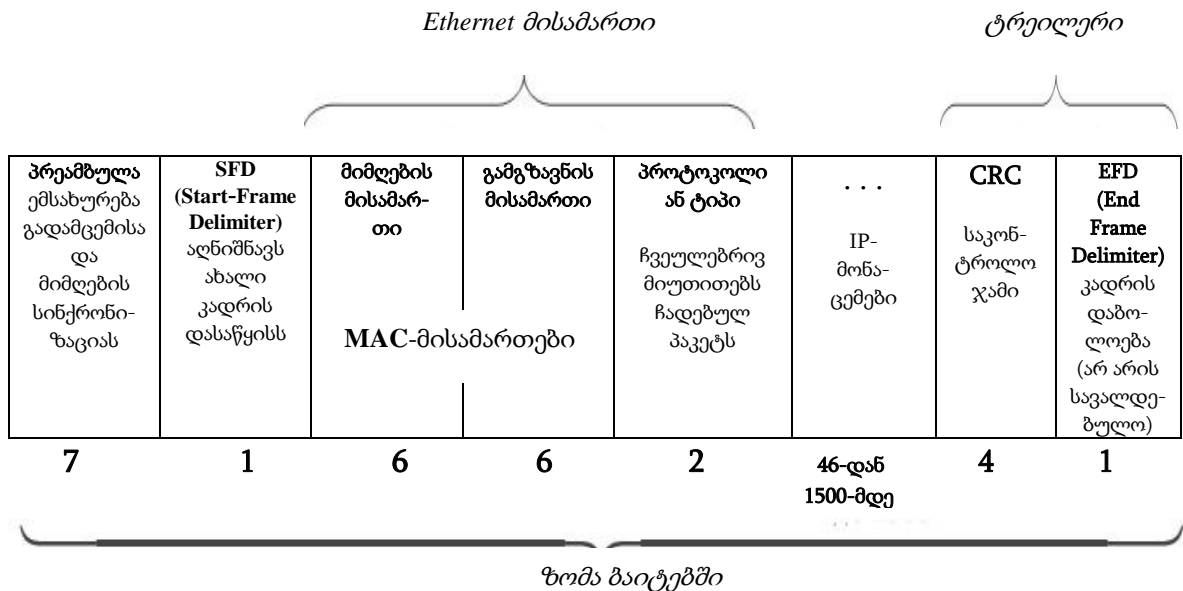 Ethernet მისამართი
ტრეილერი
პრეამბულა
ემსახურება
გადამცემისა
და
მიმღების
სინქრონი-
ზაციას
SFD
(Start-Frame
Delimiter)
აღნიშნავს
ახალი
კადრის
დასაწყისს
მიმღების
მისამარ-
თი
გამგზავნის
მისამართი
MAC-მისამართები
პროტოკოლი
ან ტიპი
ჩვეულებრივ
მიუთითებს
ჩადებულ
პაკეტს
. . .
IP-
მონა-
ცემები
CRC
საკონ-
ტროლო
ჯამი
EFD
(End
Frame
Delimiter)
კადრის
დაბო-
ლოება
(არ არის
სავალდე-
ბულო)
7 1 6 6 2 46-დან 4 1
1500-მდე
ზომა ბაიტებში